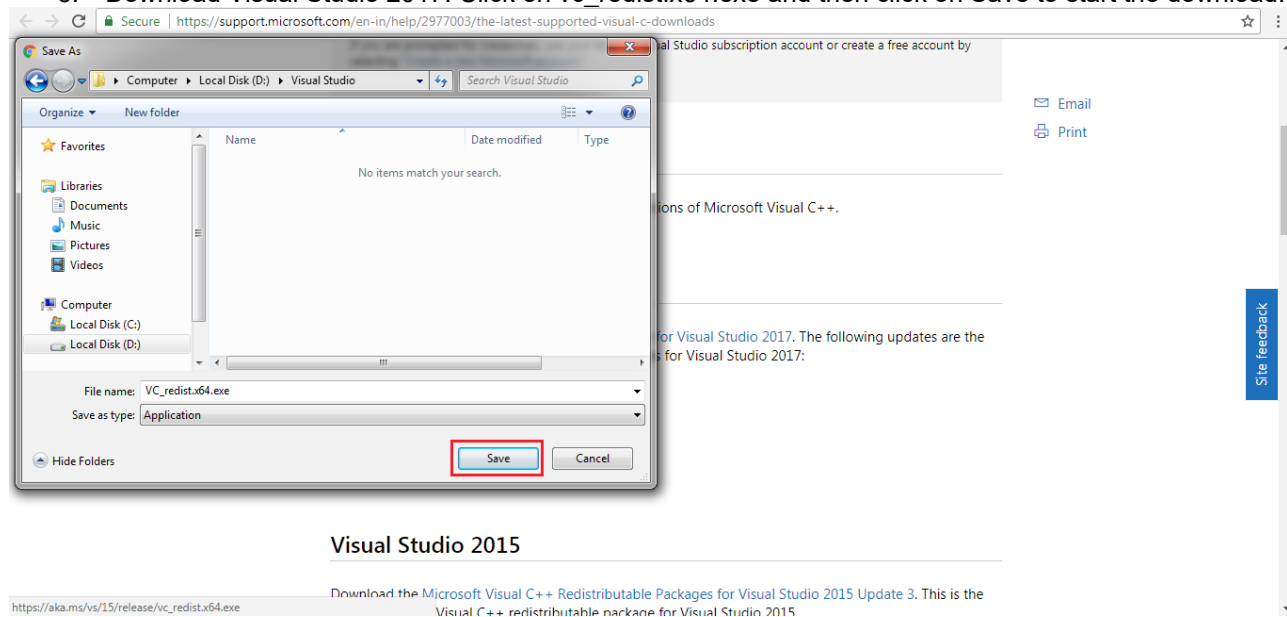 Download Visual Studio 2017. Click on vc_redist.x64.exe and then click on Save to start the download.
Secure | https://support.microsoft.com/en-in/help/2977003/the-latest-supported-visual-c-downloads
Save As
ual Studio subscription account or create a free account by
Computer Local Disk (D:) Visual Studio Search Visual Studio
Organize New folder
Email
Print
Favorites
Name Date modified Type
No items match your search.
Libraries
Documents
Music
Pictures
Videos
ions of Microsoft Visual C++.
Computer
Local Disk (C:)
Local Disk (D:)
for Visual Studio 2017. The following updates are the
s for Visual Studio 2017:
Site feedback
File name: VC_redist.x64.exe
Save as type: Application
Hide Folders Save Cancel
Visual Studio 2015
Download the Microsoft Visual C++ Redistributable Packages for Visual Studio 2015 Update 3. This is the
https://aka.ms/vs/15/release/vc_redist.x64.exe
Visual C++ redistributable package for Visual Studio 2015